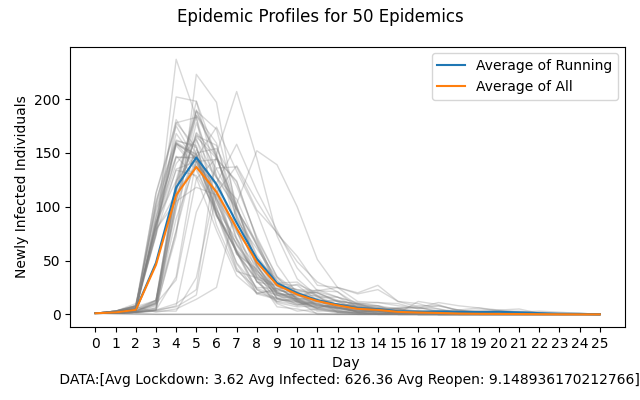 Epidemic Profiles for 50 Epidemics
Average of Running
Average of All
Newly Infected Individuals
200
150
100
50
0
0 1 2 3 4 5 6 7 8 9 10 11 12 13 14 15 16 17 18 19 20 21 22 23 24 25
Day
DATA:[Avg Lockdown: 3.62 Avg Infected: 626.36 Avg Reopen: 9.148936170212766]